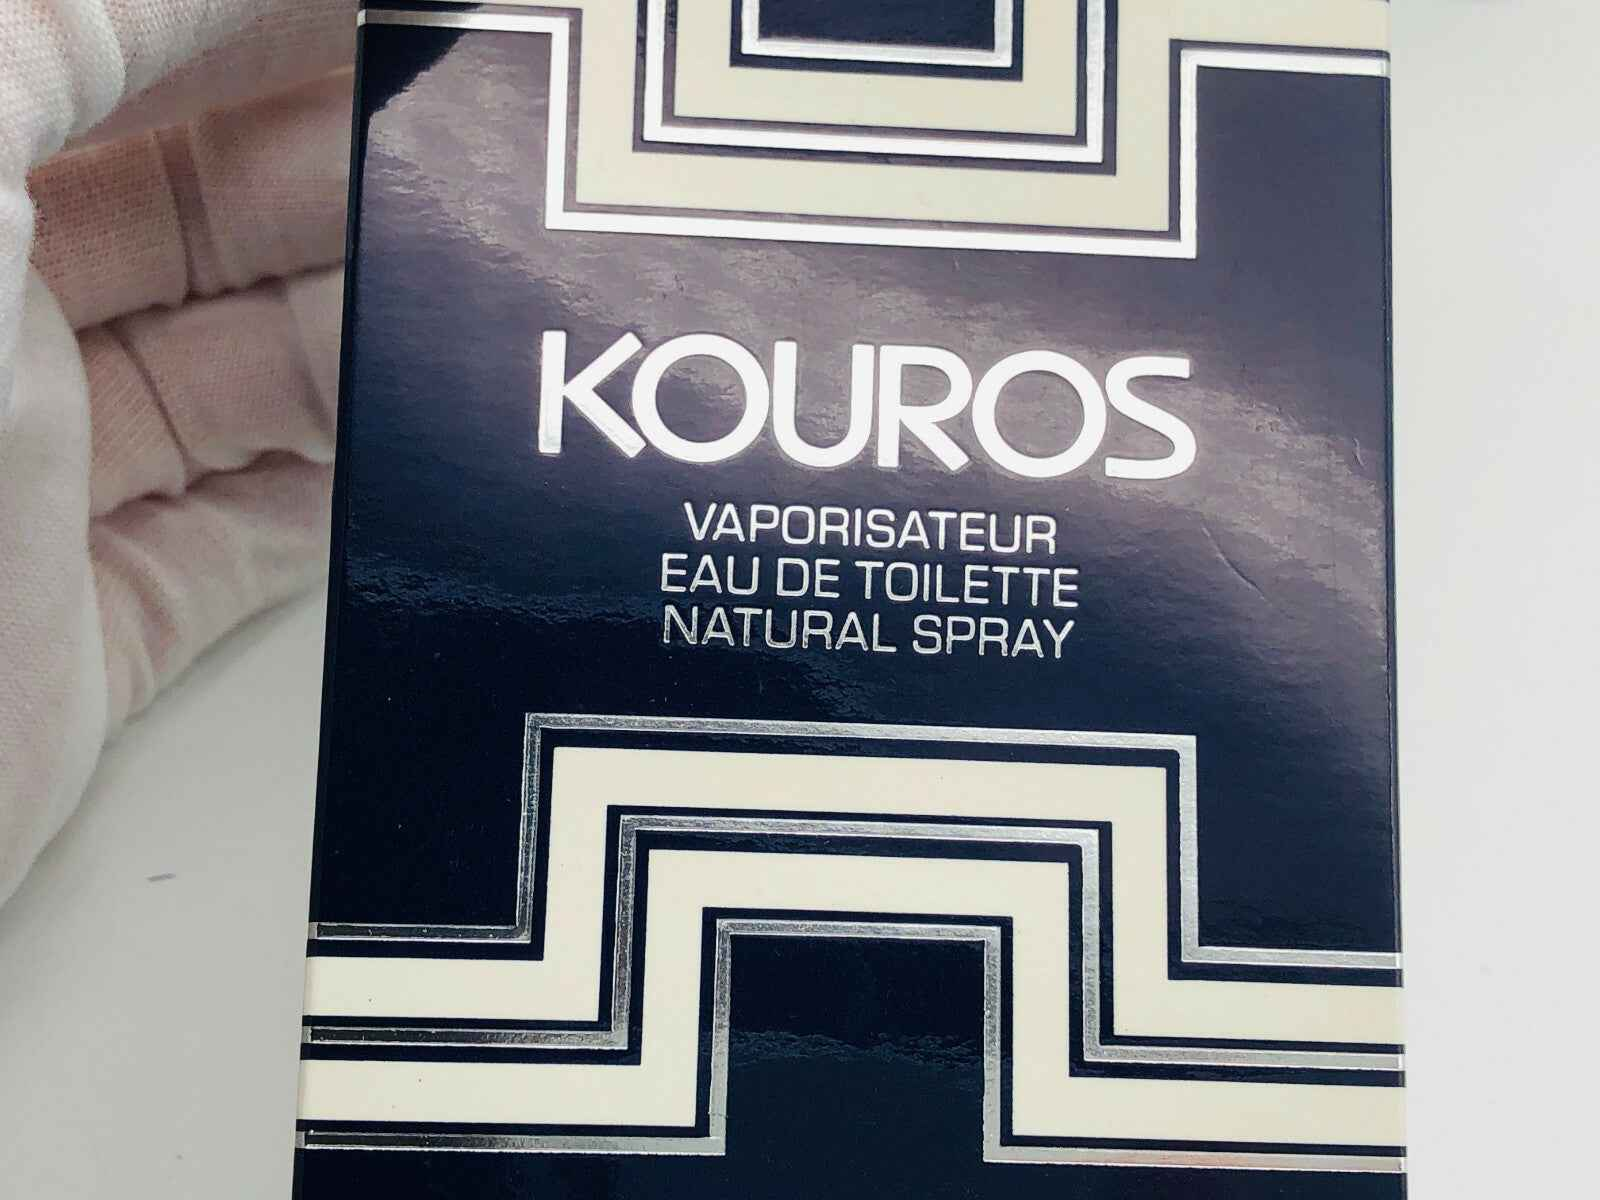 KOUROS
VAPORISATEUR
EAU DE TOILETTE
NATURAL SPRAY